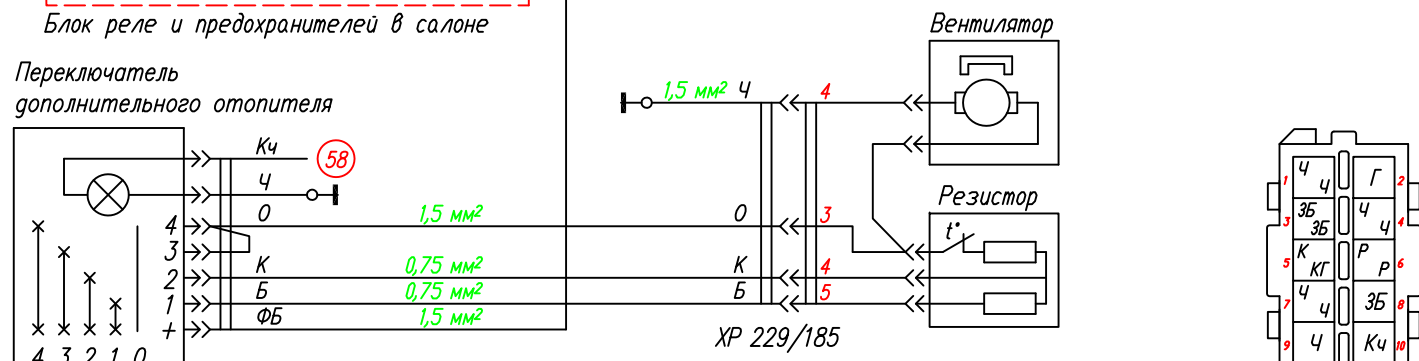 Блок реле и предохранителей в салоне
Переключатель
дополнительного отопителя
Кч
58
Ч
4
О
1,5 мм²
3
2
К
0,75 мм²
1
Б
0,75 мм²
+
ФБ
1,5 мм²
4 3 2 1 0
1,5 мм² Ч
4
О
3
К
4
Б
5
ХР 229/185
Вентилятор
Резистор
t°
1 Ч Ч Г 2
3 ЗБ ЗБ Ч Ч 4
5 К КГ Р Р 6
7 Ч Ч ЗБ 8
9 Ч Кч 10